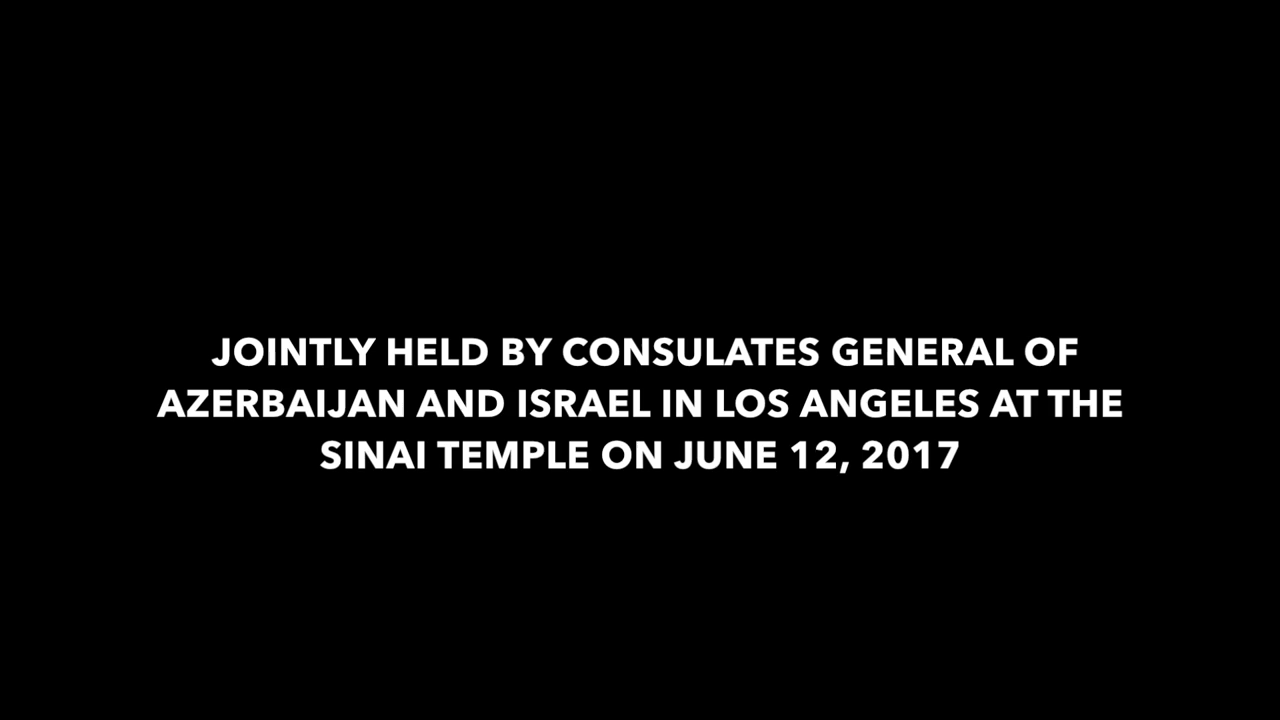 JOINTLY HELD BY CONSULATES GENERAL OF
AZERBAIJAN AND ISRAEL IN LOS ANGELES AT THE
SINAI TEMPLE ON JUNE 12, 2017